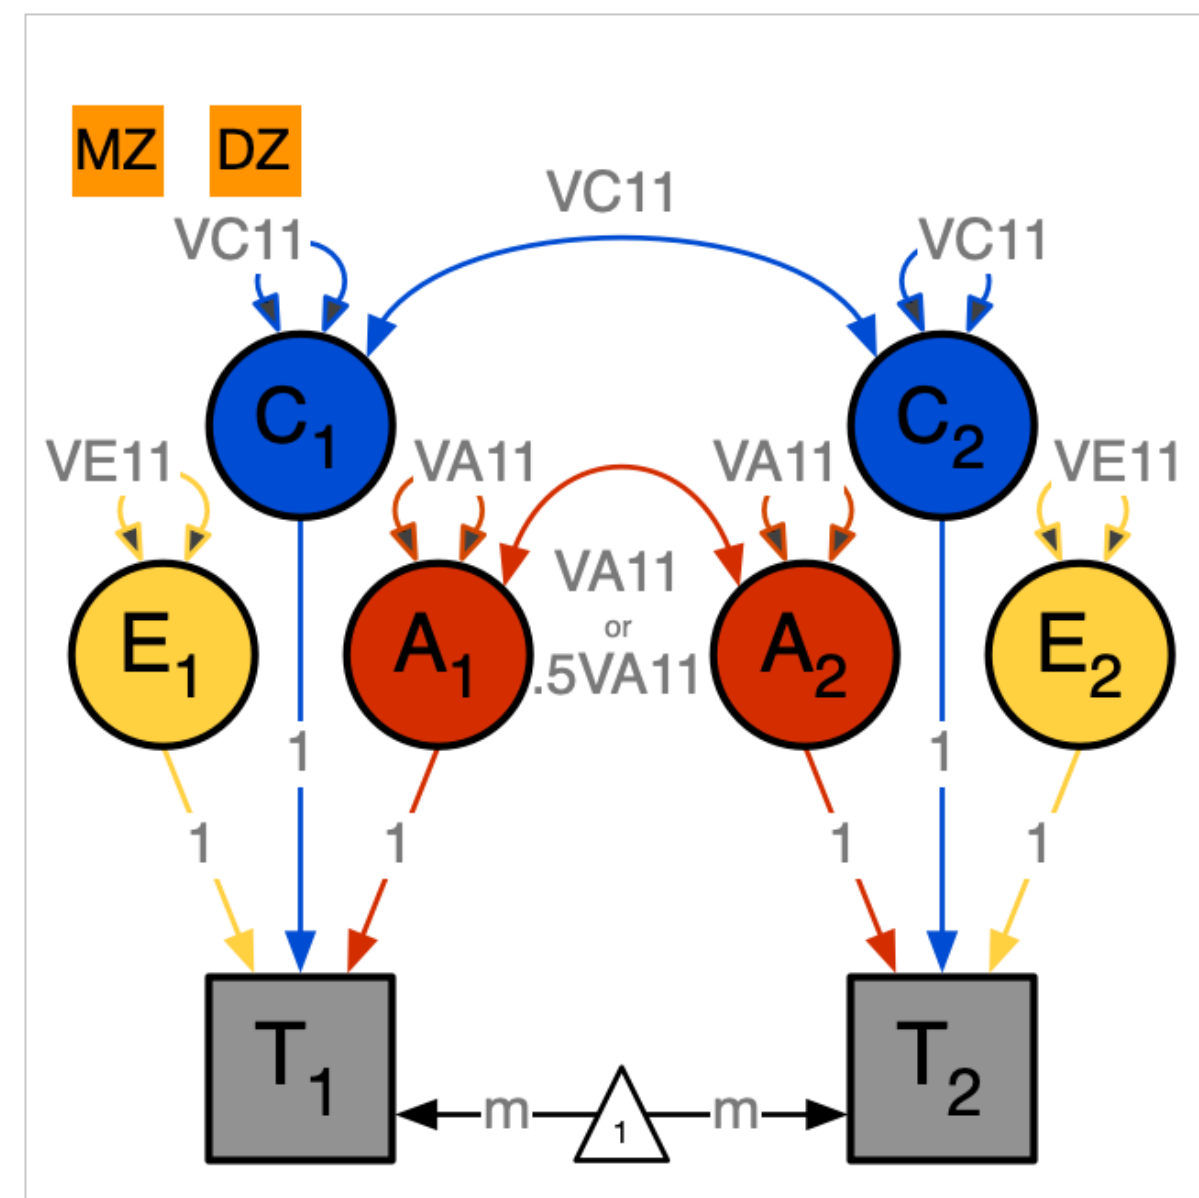 MZ DZ
VC11
VC11 VC11
C1 C2
VE11 VA11 VA11 VE11
VA11
or
.5VA11
E1 A1 A2 E2
1 1
1 1 1 1
T1 T2
m 1 m